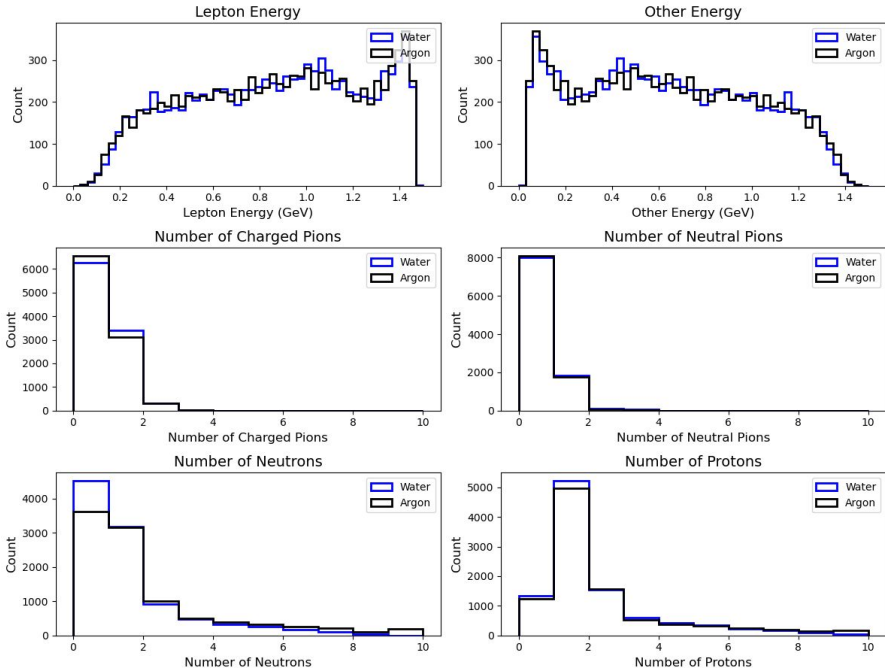 Lepton Energy
Water
Argon
300
200
100
0
Count
0.0 0.2 0.4 0.6 0.8 1.0 1.2 1.4
Lepton Energy (GeV)
Other Energy
Water
Argon
300
200
100
0
Count
0.0 0.2 0.4 0.6 0.8 1.0 1.2 1.4
Other Energy (GeV)
Number of Charged Pions
Water
Argon
6000
5000
4000
3000
2000
1000
0
Count
0 2 4 6 8 10
Number of Charged Pions
Number of Neutral Pions
Water
Argon
8000
6000
4000
2000
0
Count
0 2 4 6 8 10
Number of Neutral Pions
Number of Neutrons
Water
Argon
4000
3000
2000
1000
0
Count
0 2 4 6 8 10
Number of Neutrons
Number of Protons
Water
Argon
5000
4000
3000
2000
1000
0
Count
0 2 4 6 8 10
Number of Protons